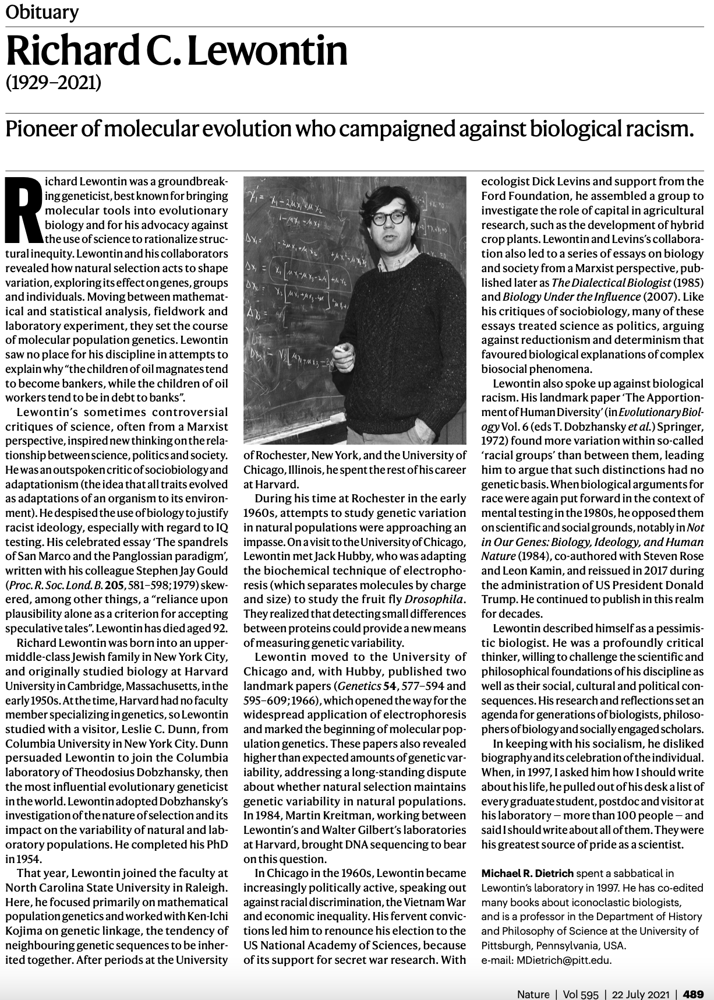 Obituary
Richard C. Lewontin
(1929–2021)
Pioneer of molecular evolution who campaigned against biological racism.
Richard Lewontin was a groundbreak-
ing geneticist, best known for bringing
molecular tools into evolutionary
biology and for his advocacy against
the use of science to rationalize struc-
tural inequity. Lewontin and his collaborators
revealed how natural selection acts to shape
variation, exploring its effect on genes, groups
and individuals. Moving between mathemat-
ical and statistical analysis, fieldwork and
laboratory experiment, they set the course
of molecular population genetics. Lewontin
saw no place for his discipline in attempts to
explain why “the children of oil magnates tend
to become bankers, while the children of oil
workers tend to be in debt to banks”.
Lewontin’s sometimes controversial
critiques of science, often from a Marxist
perspective, inspired new thinking on the rela-
tionship between science, politics and society.
He was an outspoken critic of sociobiology and
adaptationism (the idea that all traits evolved
as adaptations of an organism to its environ-
ment). He despised the use of biology to justify
racist ideology, especially with regard to IQ
testing. His celebrated essay ‘The spandrels
of San Marco and the Panglossian paradigm’,
written with his colleague Stephen Jay Gould
(Proc. R. Soc. Lond. B. 205, 581–598; 1979) skew-
ered, among other things, a “reliance upon
plausibility alone as a criterion for accepting
speculative tales”. Lewontin has died aged 92.
Richard Lewontin was born into an upper-
middle-class Jewish family in New York City,
and originally studied biology at Harvard
University in Cambridge, Massachusetts, in the
early 1950s. At the time, Harvard had no faculty
member specializing in genetics, so Lewontin
studied with a visitor, Leslie C. Dunn, from
Columbia University in New York City. Dunn
persuaded Lewontin to join the Columbia
laboratory of Theodosius Dobzhansky, then
the most influential evolutionary geneticist
in the world. Lewontin adopted Dobzhansky’s
investigation of the nature of selection and its
impact on the variability of natural and lab-
oratory populations. He completed his PhD
in 1954.
That year, Lewontin joined the faculty at
North Carolina State University in Raleigh.
Here, he focused primarily on mathematical
population genetics and worked with Ken-Ichi
Kojima on genetic linkage, the tendency of
neighbouring genetic sequences to be inher-
ited together. After periods at the University
of Rochester, New York, and the University of
Chicago, Illinois, he spent the rest of his career
at Harvard.
During his time at Rochester in the early
1960s, attempts to study genetic variation
in natural populations were approaching an
impasse. On a visit to the University of Chicago,
Lewontin met Jack Hubby, who was adapting
the biochemical technique of electropho-
resis (which separates molecules by charge
and size) to study the fruit fly Drosophila.
They realized that detecting small differences
between proteins could provide a new means
of measuring genetic variability.
Lewontin moved to the University of
Chicago and, with Hubby, published two
landmark papers (Genetics 54, 577–594 and
595–609; 1966), which opened the way for the
widespread application of electrophoresis
and marked the beginning of molecular pop-
ulation genetics. These papers also revealed
higher than expected amounts of genetic var-
iability, addressing a long-standing dispute
about whether natural selection maintains
genetic variability in natural populations.
In 1984, Martin Kreitman, working between
Lewontin’s and Walter Gilbert’s laboratories
at Harvard, brought DNA sequencing to bear
on this question.
In Chicago in the 1960s, Lewontin became
increasingly politically active, speaking out
against racial discrimination, the Vietnam War
and economic inequality. His fervent convic-
tions led him to renounce his election to the
US National Academy of Sciences, because
of its support for secret war research. With
ecologist Dick Levins and support from the
Ford Foundation, he assembled a group to
investigate the role of capital in agricultural
research, such as the development of hybrid
crop plants. Lewontin and Levins’s collabora-
tion also led to a series of essays on biology
and society from a Marxist perspective, pub-
lished later as The Dialectical Biologist (1985)
and Biology Under the Influence (2007). Like
his critiques of sociobiology, many of these
essays treated science as politics, arguing
against reductionism and determinism that
favoured biological explanations of complex
biosocial phenomena.
Lewontin also spoke up against biological
racism. His landmark paper ‘The Apportion-
ment of Human Diversity’ (in Evolutionary Biol-
ogy Vol. 6 (eds T. Dobzhansky et al.) Springer,
1972) found more variation within so-called
‘racial groups’ than between them, leading
him to argue that such distinctions had no
genetic basis. When biological arguments for
race were again put forward in the context of
mental testing in the 1980s, he opposed them
on scientific and social grounds, notably in Not
in Our Genes: Biology, Ideology, and Human
Nature (1984), co-authored with Steven Rose
and Leon Kamin, and reissued in 2017 during
the administration of US President Donald
Trump. He continued to publish in this realm
for decades.
Lewontin described himself as a pessimis-
tic biologist. He was a profoundly critical
thinker, willing to challenge the scientific and
philosophical foundations of his discipline as
well as their social, cultural and political con-
sequences. His research and reflections set an
agenda for generations of biologists, philoso-
phers of biology and socially engaged scholars.
In keeping with his socialism, he disliked
biography and its celebration of the individual.
When, in 1997, I asked him how I should write
about his life, he pulled out of his desk a list of
every graduate student, postdoc and visitor at
his laboratory — more than 100 people — and
said I should write about all of them. They were
his greatest source of pride as a scientist.
Michael R. Dietrich spent a sabbatical in
Lewontin’s laboratory in 1997. He has co-edited
many books about iconoclastic biologists,
and is a professor in the Department of History
and Philosophy of Science at the University of
Pittsburgh, Pennsylvania, USA.
e-mail: MDietrich@pitt.edu.
Nature | Vol 595 | 22 July 2021 | 489